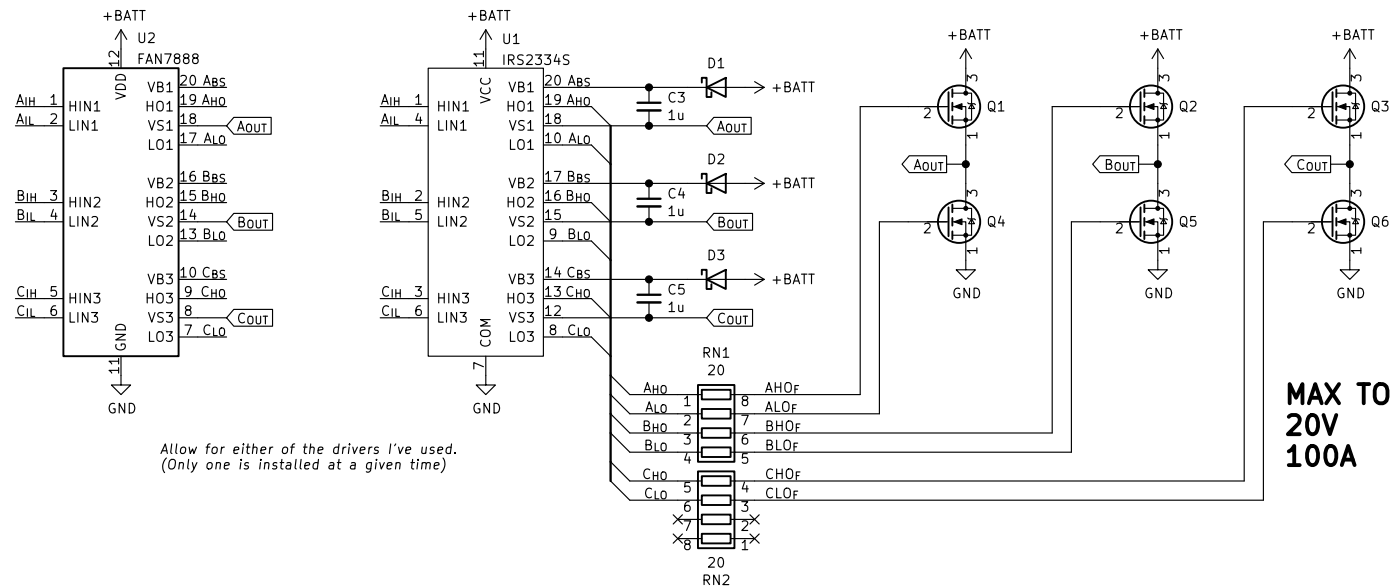 +BATT
U2
FAN7888
12
VDD
AIH 1 HIN1
AIL 2 LIN1
BIH 3 HIN2
BIL 4 LIN2
CIH 5 HIN3
CIL 6 LIN3
VB1 20 ABS
HO1 19 AHO
VS1 18 AOUT
LO1 17 ALO
VB2 16 BBS
HO2 15 BHO
VS2 14 BOUT
LO2 13 BLO
VB3 10 CBS
HO3 9 CHO
VS3 8 COUT
LO3 7 CLO
GND
11
GND
+BATT
U1
IRS2334S
11
VCC
AIH 1 HIN1
AIL 4 LIN1
BIH 2 HIN2
BIL 5 LIN2
CIH 3 HIN3
CIL 6 LIN3
VB1 20 ABS
HO1 19 AHO
VS1 18
LO1 10 ALO
VB2 17 BBS
HO2 16 BHO
VS2 15
LO2 9 BLO
VB3 14 CBS
HO3 13 CHO
VS3 12
LO3 8 CLO
COM
7
GND
D1
+BATT
C3
1u
AOUT
D2
+BATT
C4
1u
BOUT
D3
+BATT
C5
1u
COUT
RN1
20
AHO 1 8 AHOF
ALO 2 7 ALOF
BHO 3 6 BHOF
BLO 4 5 BLOF
CHO 5 4 CHOF
CLO 6 3 CLOF
7 2
8 1
20
RN2
+BATT
3
Q1
2
1
AOUT
3
Q4
2
1
GND
+BATT
3
Q2
2
1
BOUT
3
Q5
2
1
GND
+BATT
3
Q3
2
1
COUT
3
Q6
2
1
GND
MAX TO
20V
100A
Allow for either of the drivers I've used.
(Only one is installed at a given time)